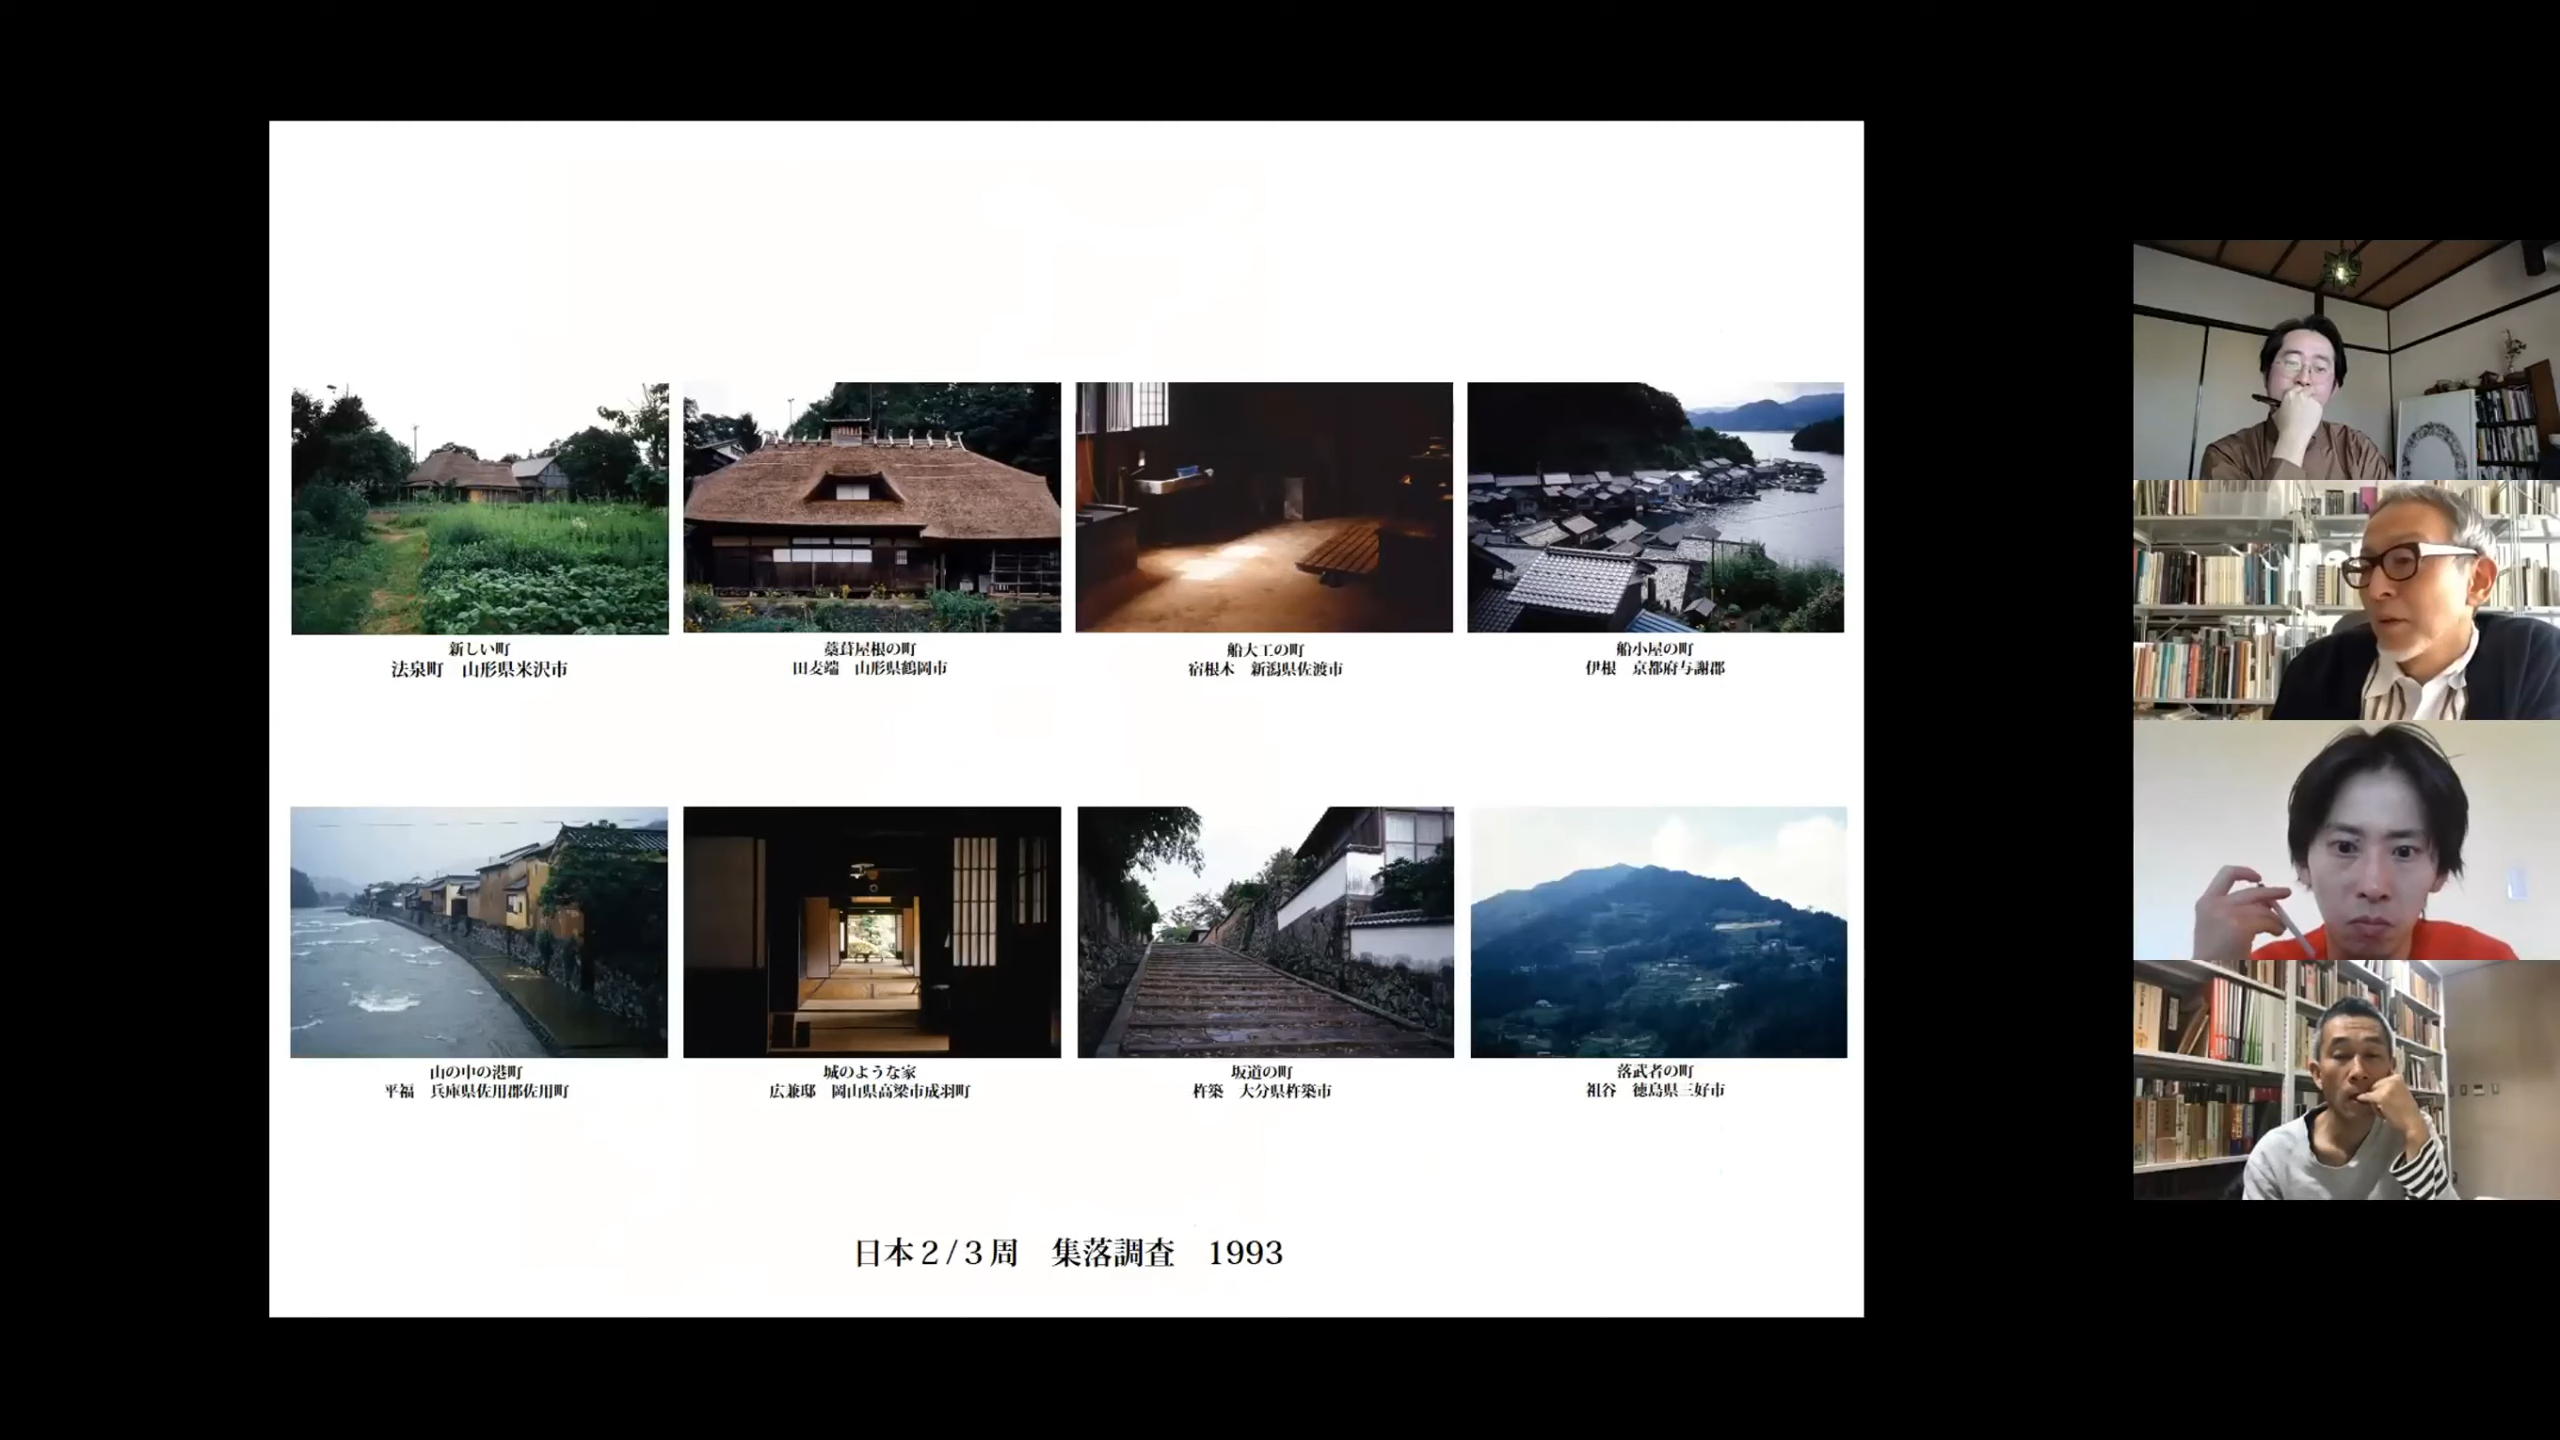 新しい町
法泉町　山形県米沢市
藁葺屋根の町
田麦端　山形県鶴岡市
船大工の町
宿根木　新潟県佐渡市
船小屋の町
伊根　京都府与謝郡
山の中の港町
平福　兵庫県佐用郡佐用町
城のような家
広兼邸　岡山県高梁市成羽町
坂道の町
杵築　大分県杵築市
落武者の町
祖谷　徳島県三好市
日本２/３周　集落調査　1993